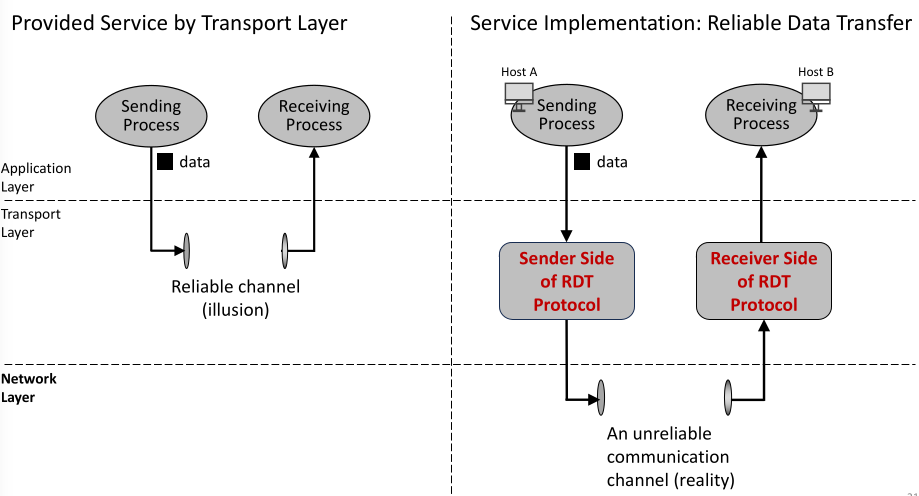 Provided Service by Transport Layer
Service Implementation: Reliable Data Transfer
Sending
Process
Receiving
Process
data
Application
Layer
Transport
Layer
Reliable channel
(illusion)
Network
Layer
Host A
Sending
Process
Host B
Receiving
Process
data
Sender Side
of RDT
Protocol
Receiver Side
of RDT
Protocol
An unreliable
communication
channel (reality)